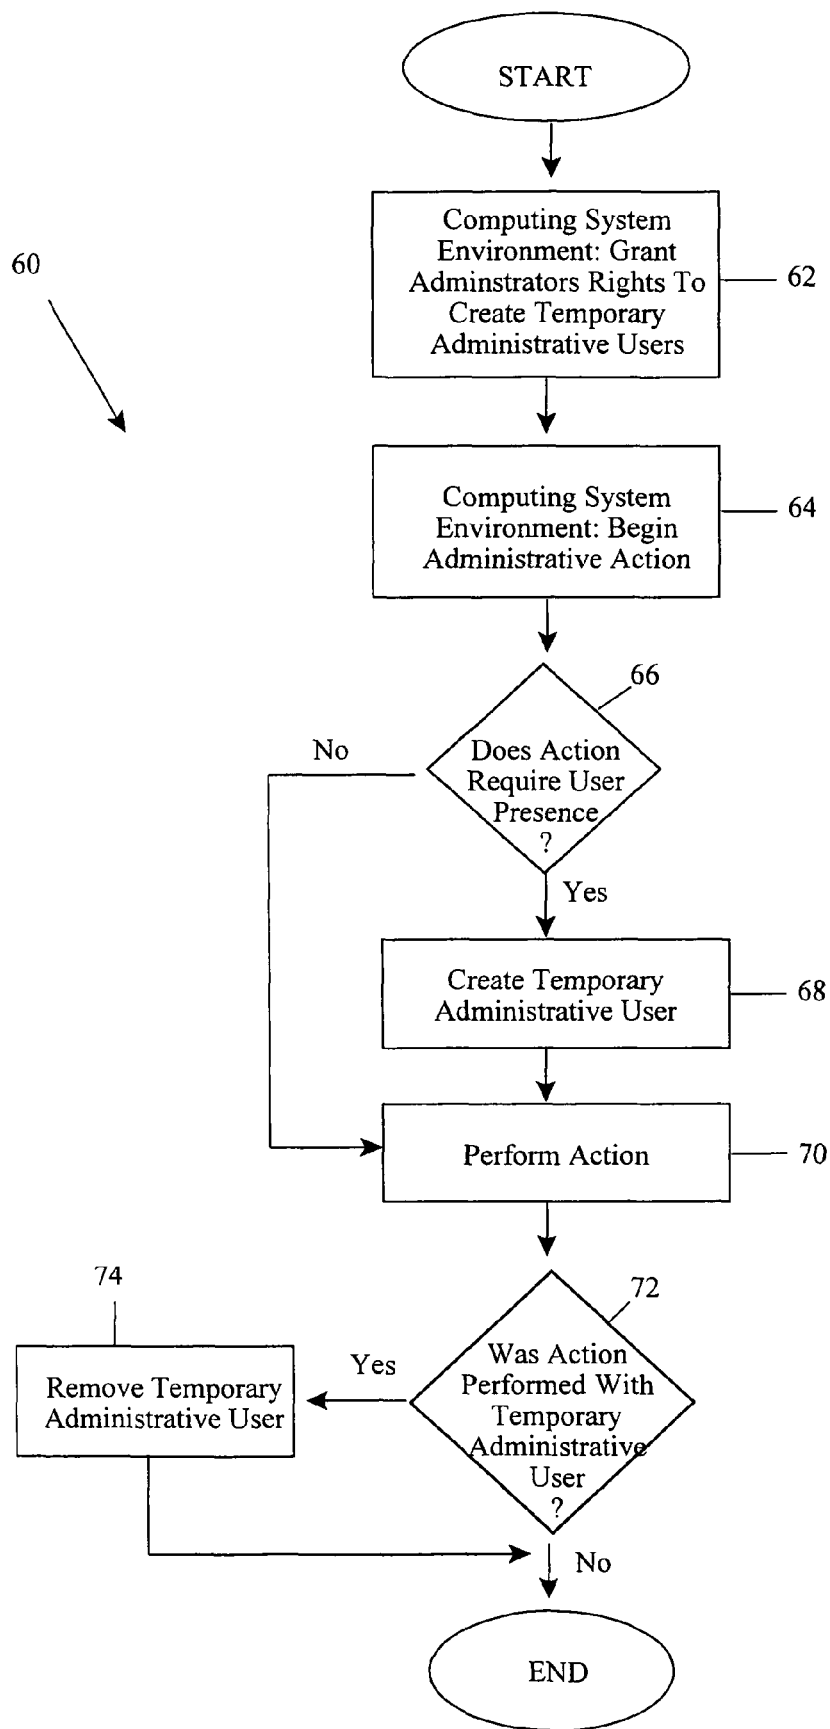 START
Computing System
Environment: Grant
Adminstrators Rights To
Create Temporary
Administrative Users
62
60
Computing System
Environment: Begin
Administrative Action
64
66
Does Action
Require User
Presence
?
No
Yes
Create Temporary
Administrative User
68
Perform Action
70
72
Was Action
Performed With
Temporary
Administrative
User
?
Yes
74
Remove Temporary
Administrative User
No
END